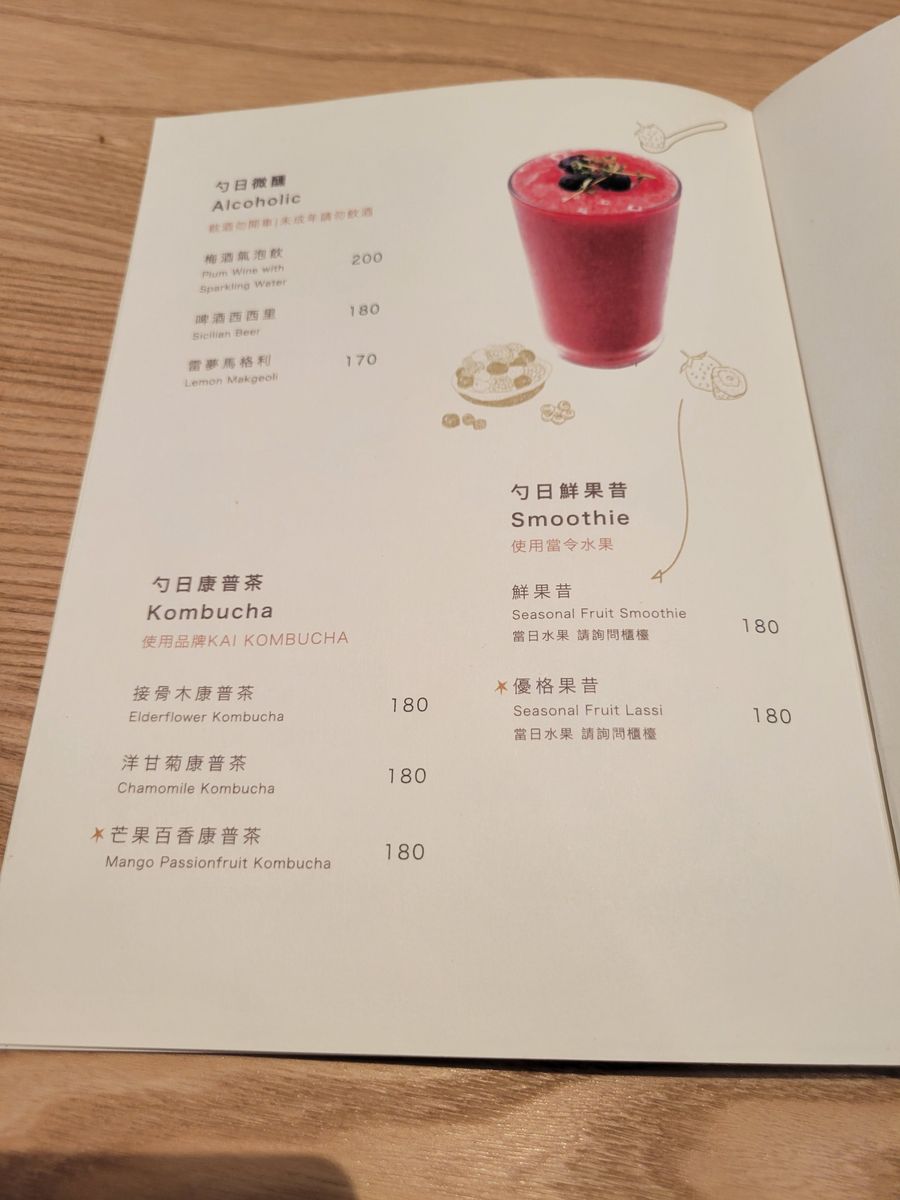 勺日微醺
Alcoholic
飲酒勿開車|未成年請勿飲酒
梅酒氣泡飲 200
Plum Wine with
Sparkling Water
啤酒西西里 180
Sicilian Beer
雷夢馬格利 170
Lemon Makgeoli
勺日康普茶
Kombucha
使用品牌KAI KOMBUCHA
接骨木康普茶 180
Elderflower Kombucha
洋甘菊康普茶 180
Chamomile Kombucha
芒果百香康普茶 180
Mango Passionfruit Kombucha
勺日鮮果昔
Smoothie
使用當令水果
鮮果昔
Seasonal Fruit Smoothie 180
當日水果 請詢問櫃檯
優格果昔
Seasonal Fruit Lassi 180
當日水果 請詢問櫃檯